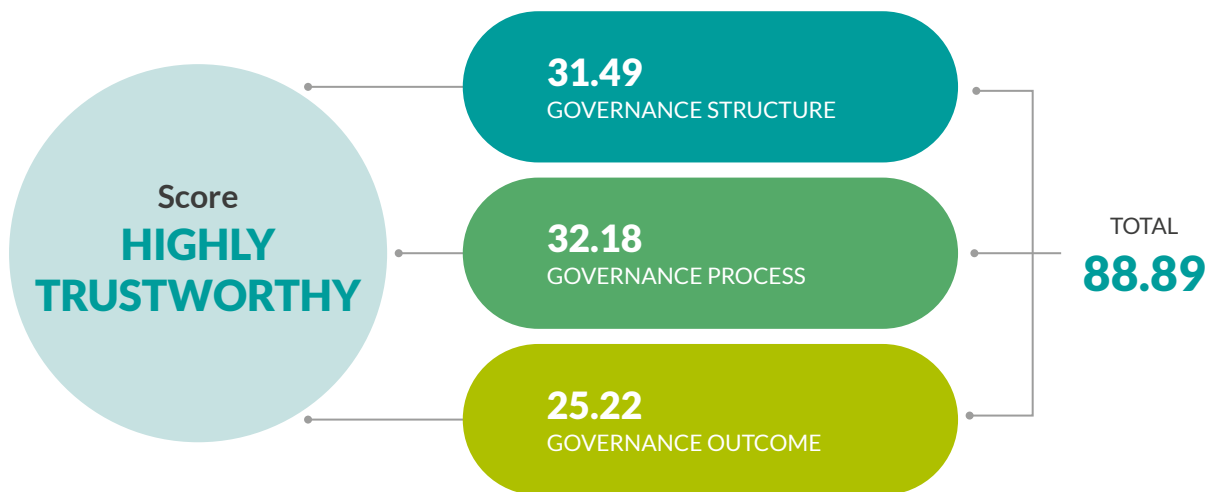 Score
HIGHLY
TRUSTWORTHY
31.49
GOVERNANCE STRUCTURE
32.18
GOVERNANCE PROCESS
25.22
GOVERNANCE OUTCOME
TOTAL
88.89